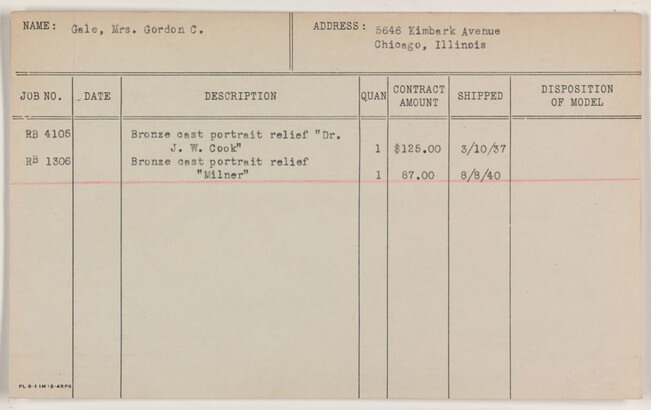 NAME: Gale, Mrs. Gordon C. ADDRESS: 5646 Kimbark Avenue
Chicago, Illinois
JOB NO. DATE DESCRIPTION QUAN CONTRACT AMOUNT SHIPPED DISPOSITION OF MODEL
RB 4105 Bronze cast portrait relief "Dr.
J. W. Cook" 1 $125.00 3/10/37
RB 1306 Bronze cast portrait relief
"Milner" 1 87.00 8/8/40